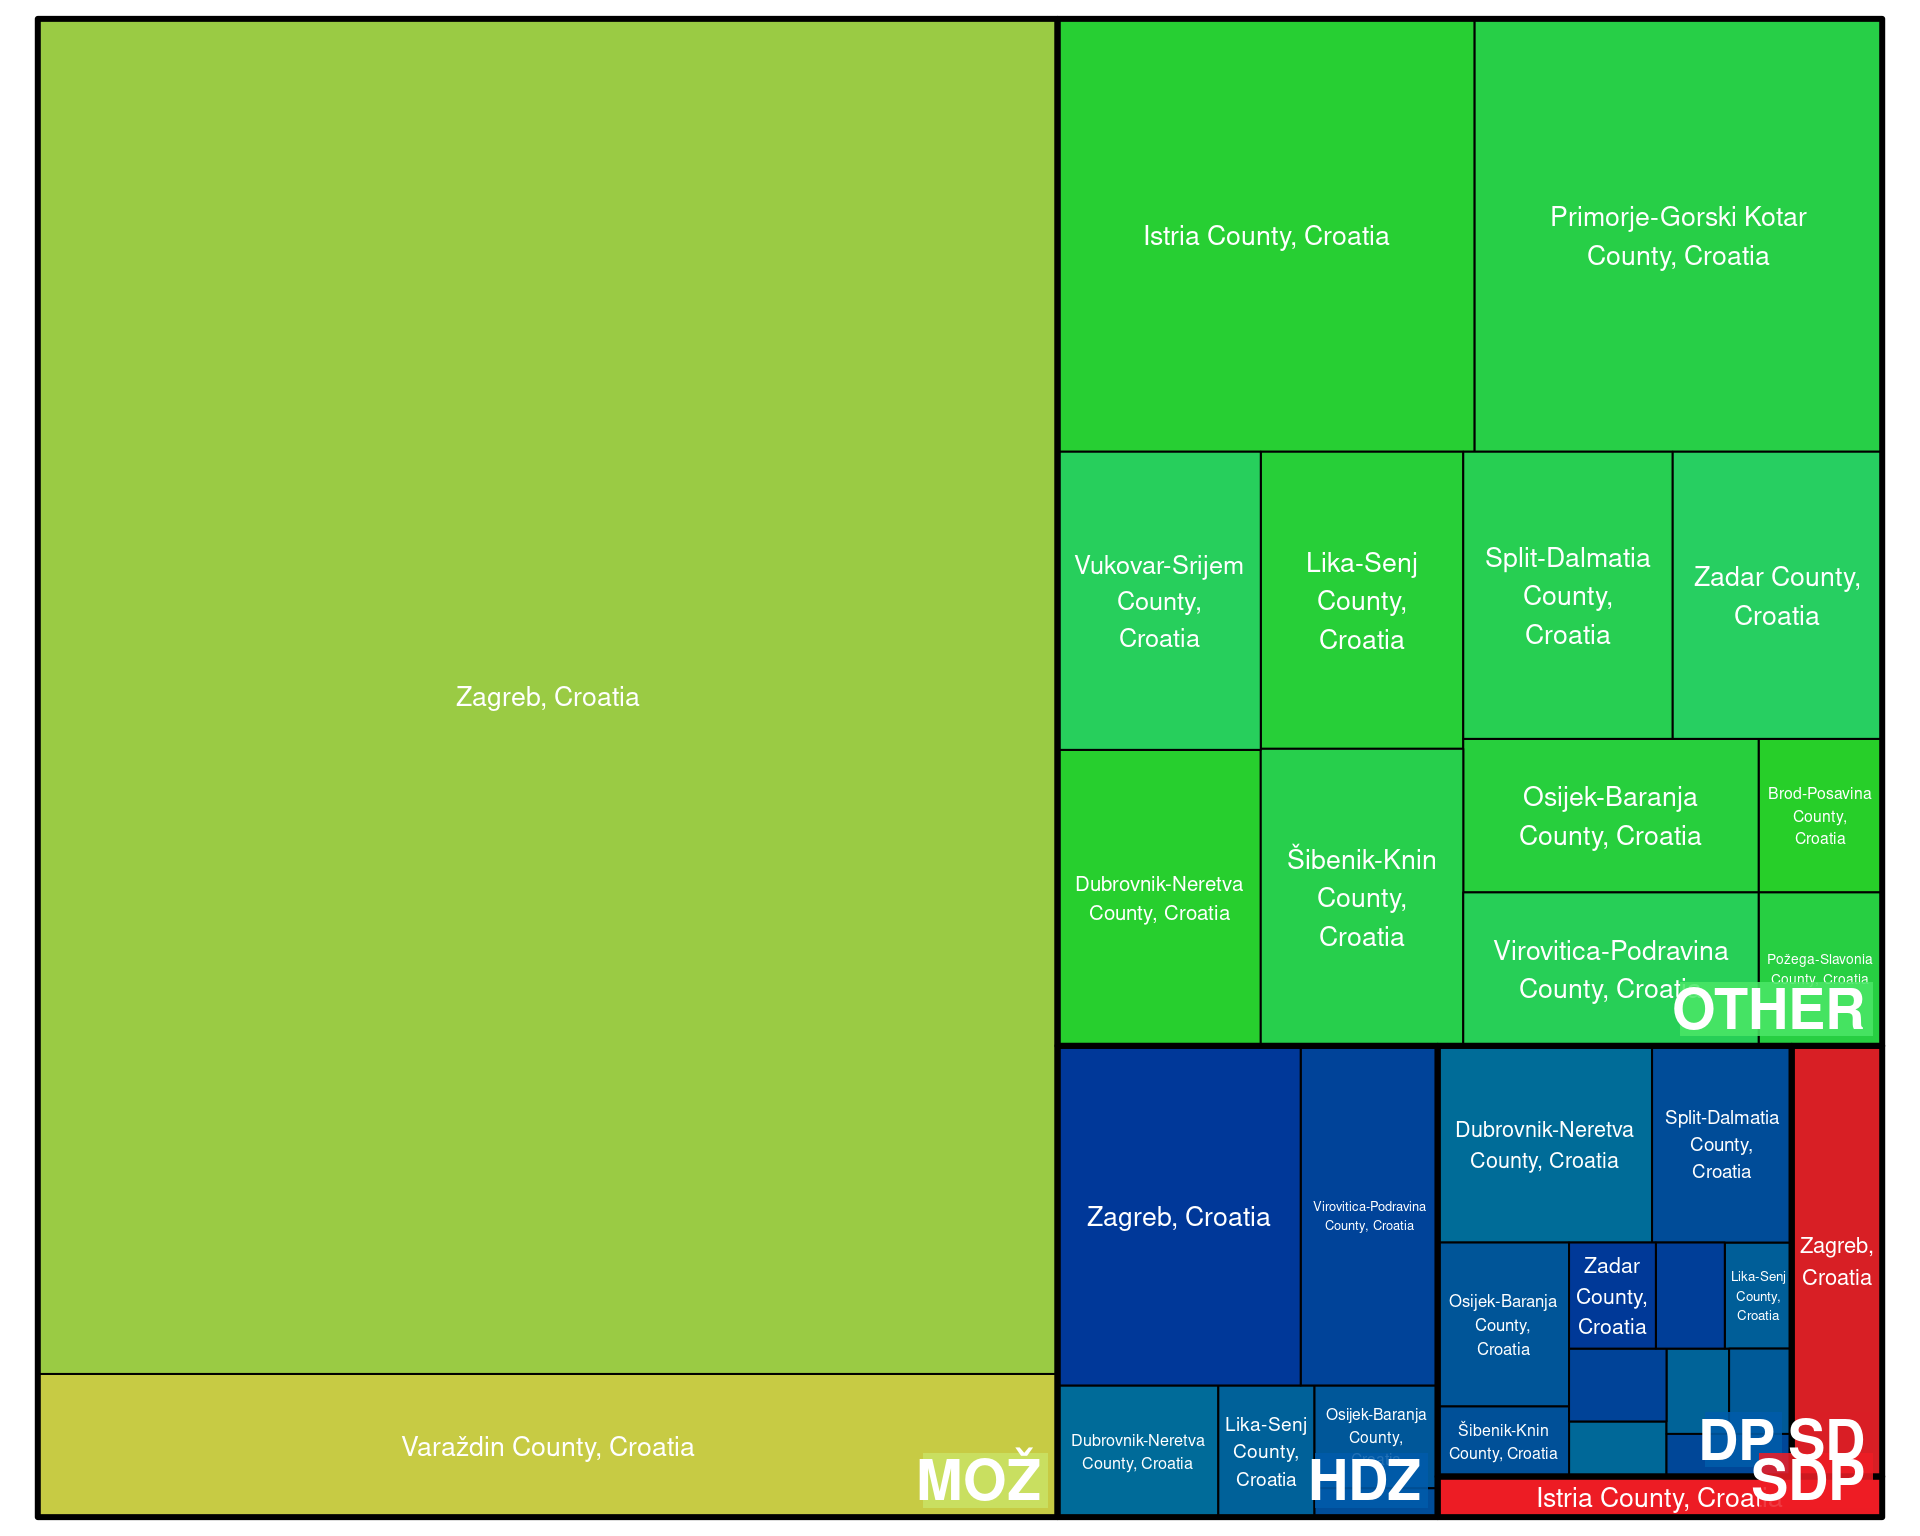 Zagreb, Croatia
Varaždin County, Croatia
MOŽ
Istria County, Croatia
Primorje-Gorski Kotar
County, Croatia
Vukovar-Srijem
County,
Croatia
Lika-Senj
County,
Croatia
Split-Dalmatia
County,
Croatia
Zadar County,
Croatia
Dubrovnik-Neretva
County, Croatia
Šibenik-Knin
County,
Croatia
Osijek-Baranja
County, Croatia
Brod-Posavina
County,
Croatia
Virovitica-Podravina
County, Croatia
Požega-Slavonia
County, Croatia
OTHER
Zagreb, Croatia
Virovitica-Podravina
County, Croatia
Dubrovnik-Neretva
County, Croatia
Lika-Senj
County,
Croatia
Osijek-Baranja
County,
HDZ
Dubrovnik-Neretva
County, Croatia
Split-Dalmatia
County,
Croatia
Osijek-Baranja
County,
Croatia
Zadar
County,
Croatia
Lika-Senj
County,
Croatia
Šibenik-Knin
County, Croatia
DP
Zagreb,
Croatia
SD
Istria County, Croatia
SDP